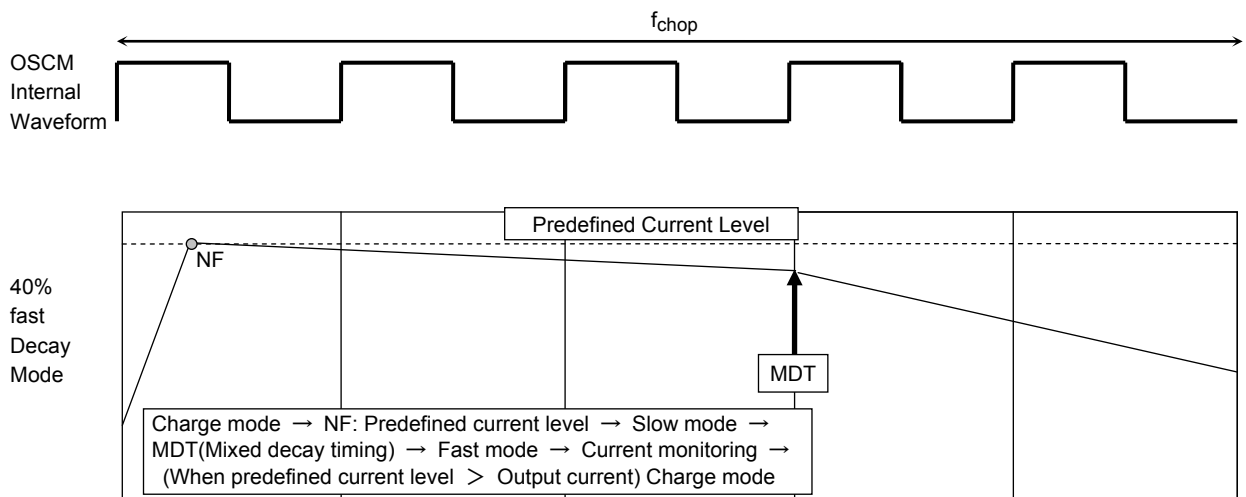 fchop
OSCM
Internal
Waveform
Predefined Current Level
NF
40%
fast
Decay
Mode
MDT
Charge mode → NF: Predefined current level → Slow mode →
MDT(Mixed decay timing) → Fast mode → Current monitoring →
(When predefined current level ＞ Output current) Charge mode